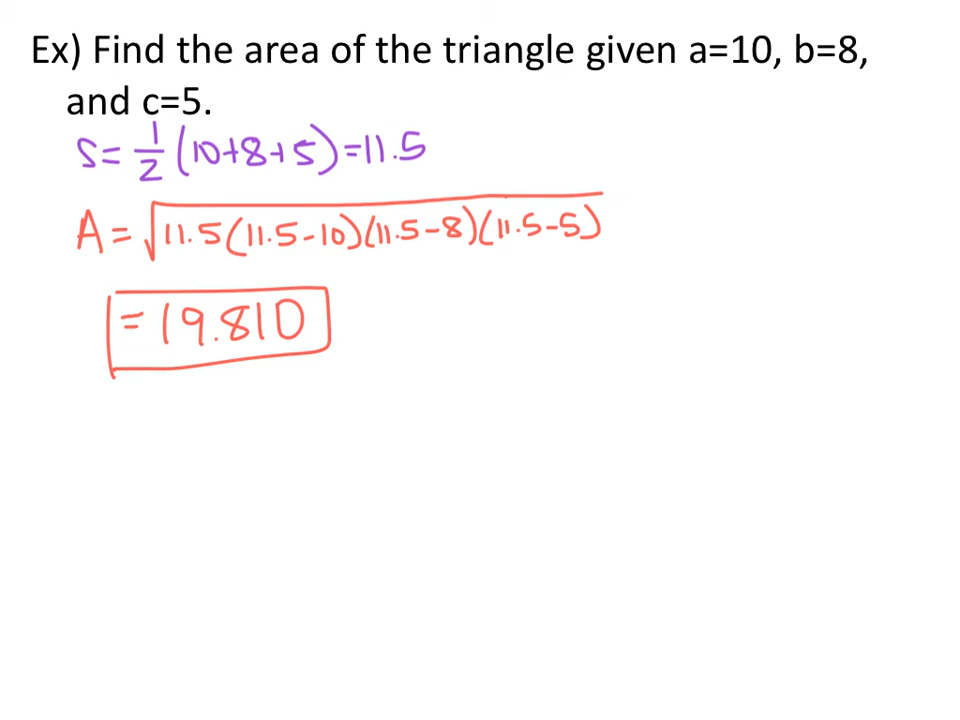 Ex) Find the area of the triangle given a=10, b=8,
and c=5.
S= 1/2 (10+8+5)=11.5
A= √11.5(11.5-10)(11.5-8)(11.5-5)
=19.810